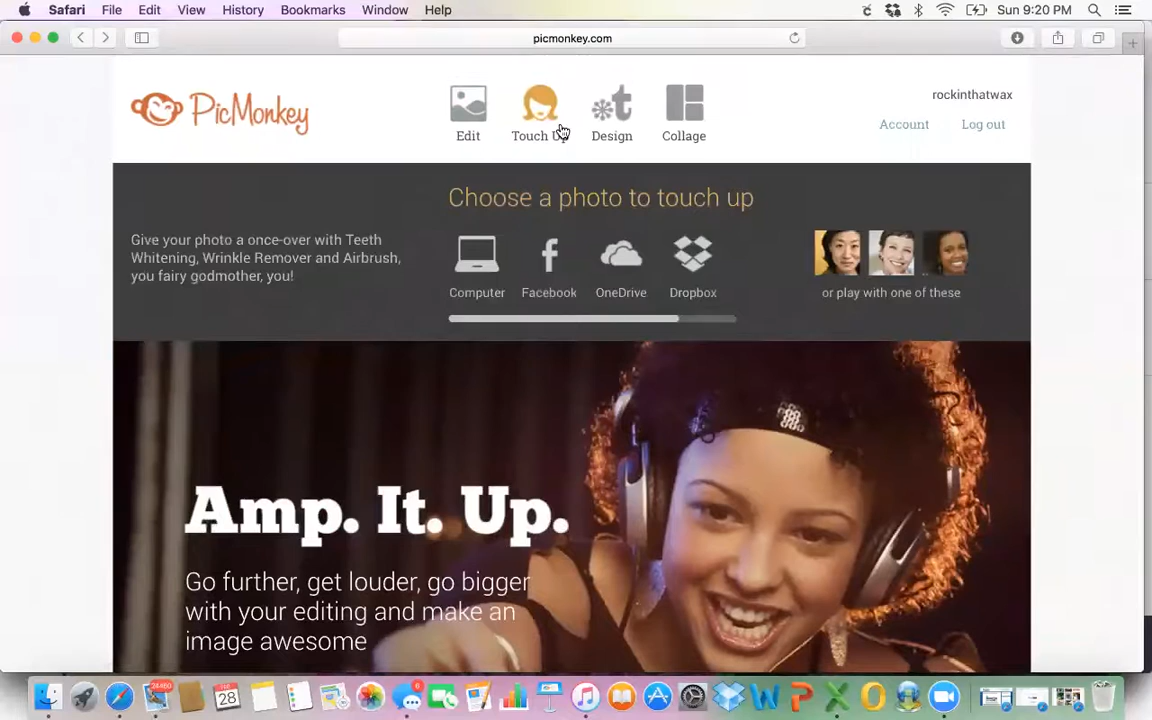 Safari File Edit View History Bookmarks Window Help Sun 9:20 PM
picmonkey.com
PicMonkey
Edit Touch Up Design Collage
rockinthatwax
Account Log out
Choose a photo to touch up
Give your photo a once-over with Teeth
Whitening, Wrinkle Remover and Airbrush,
you fairy godmother, you!
Computer Facebook OneDrive Dropbox
or play with one of these
Amp. It. Up.
Go further, get louder, go bigger
with your editing and make an
image awesome
24460
FEB
28
6